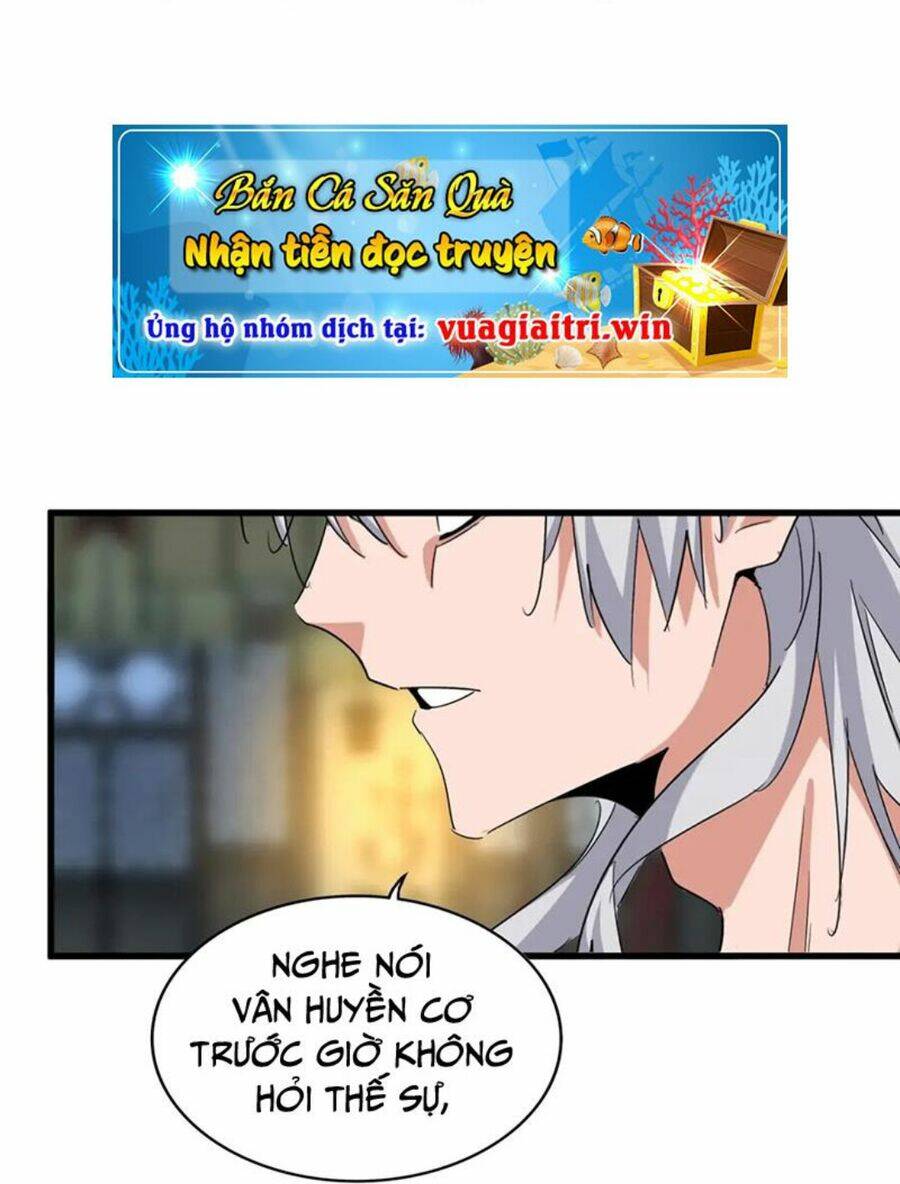 Bắn Cá Săn Quà
Nhận tiền đọc truyện
Ủng hộ nhóm dịch tại: vuagiaitri.win
NGHE NÓI
VÂN HUYỀN CƠ
TRƯỚC GIỜ KHÔNG
HỎI THẾ SỰ,